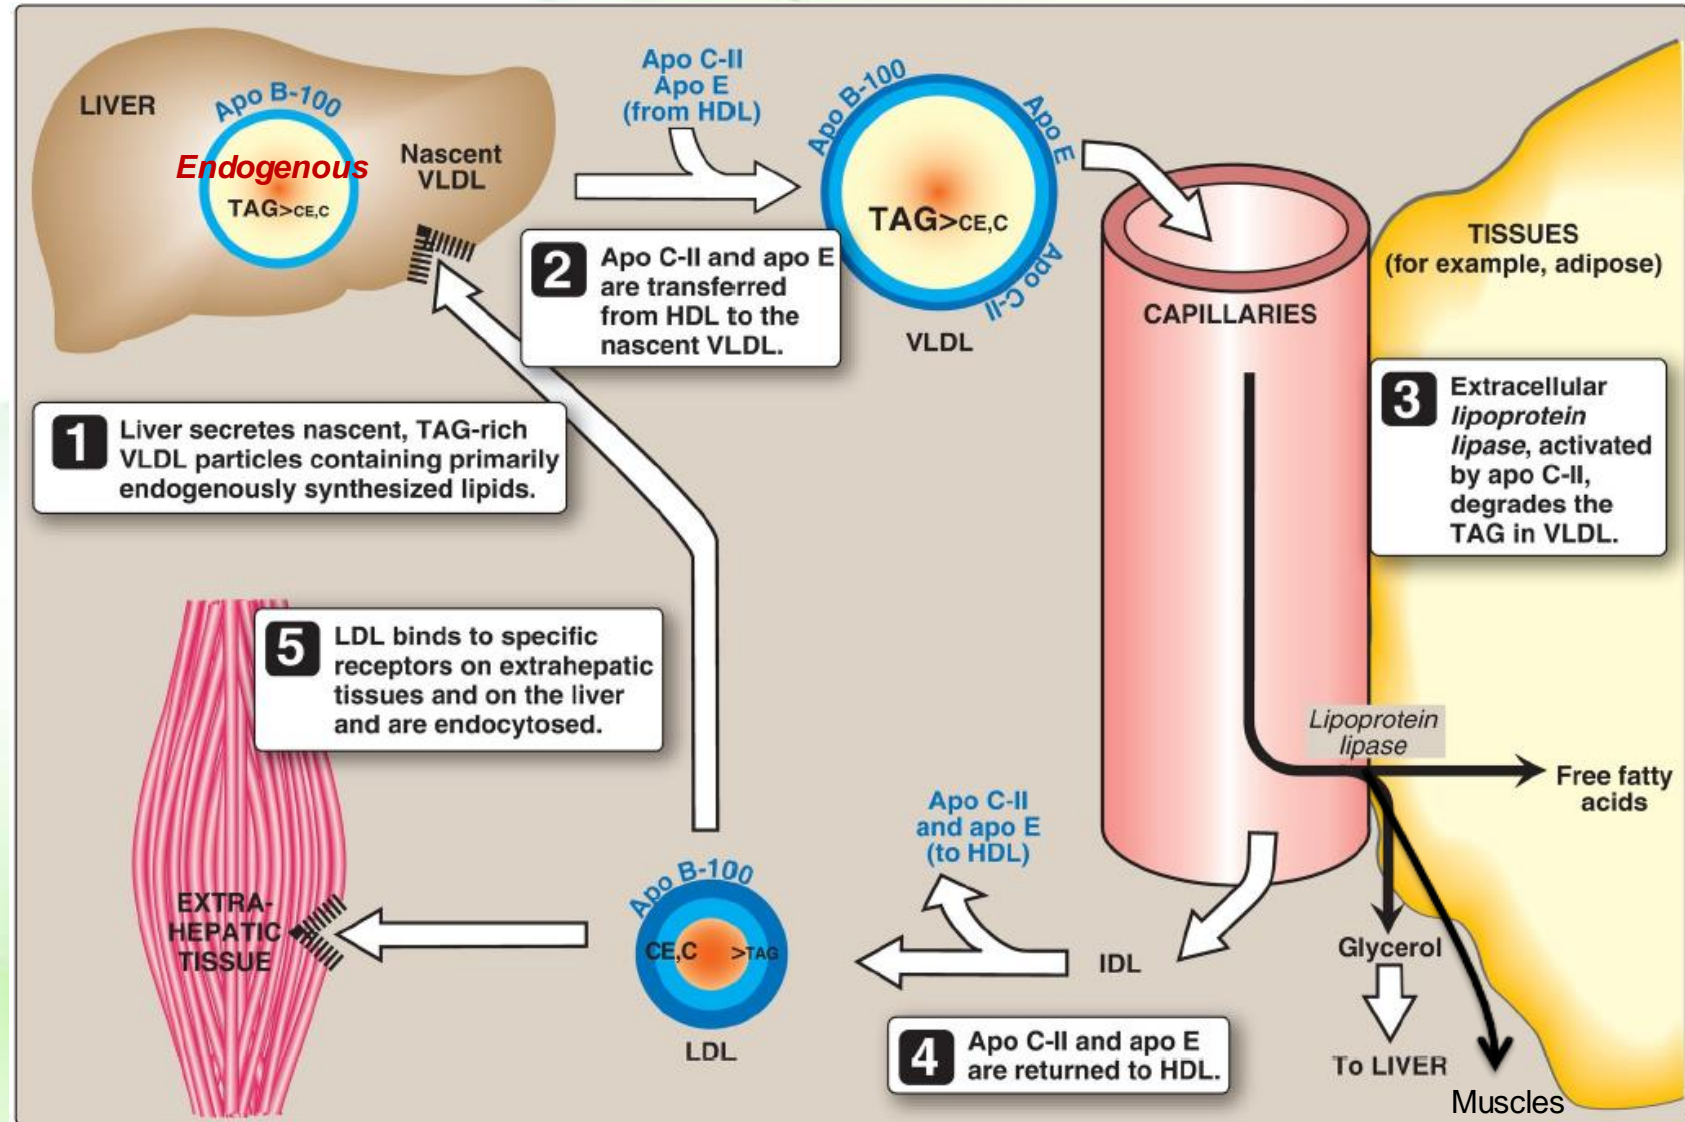 LIVER
Apo B-100
Endogenous
TAG>CE,C
Nascent
VLDL
Apo C-II
Apo E
(from HDL)
Apo B-100
Apo E
Apo C-II
TAG>CE,C
VLDL
1 Liver secretes nascent, TAG-rich
VLDL particles containing primarily
endogenously synthesized lipids.
2 Apo C-II and apo E
are transferred
from HDL to the
nascent VLDL.
CAPILLARIES
TISSUES
(for example, adipose)
3 Extracellular
lipoprotein
lipase, activated
by apo C-II,
degrades the
TAG in VLDL.
Lipoprotein
lipase
Free fatty
acids
Glycerol
To LIVER
Muscles
IDL
Apo C-II
and apo E
(to HDL)
4 Apo C-II and apo E
are returned to HDL.
Apo B-100
CE,C >TAG
LDL
5 LDL binds to specific
receptors on extrahepatic
tissues and on the liver
and are endocytosed.
EXTRA-
HEPATIC
TISSUE